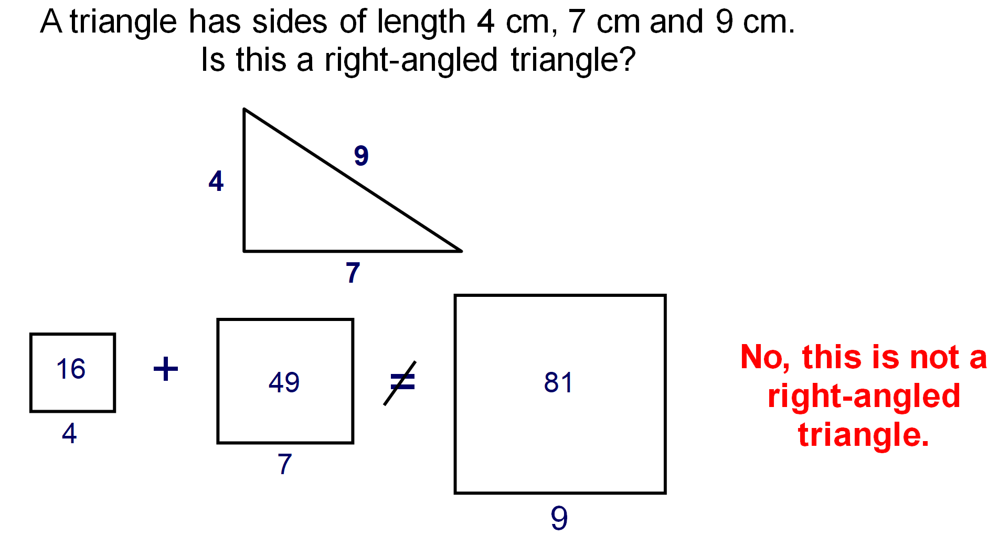 A triangle has sides of length 4 cm, 7 cm and 9 cm.
Is this a right-angled triangle?
9
4
7
16 + 49 ≠ 81
4
7
9
No, this is not a
right-angled
triangle.